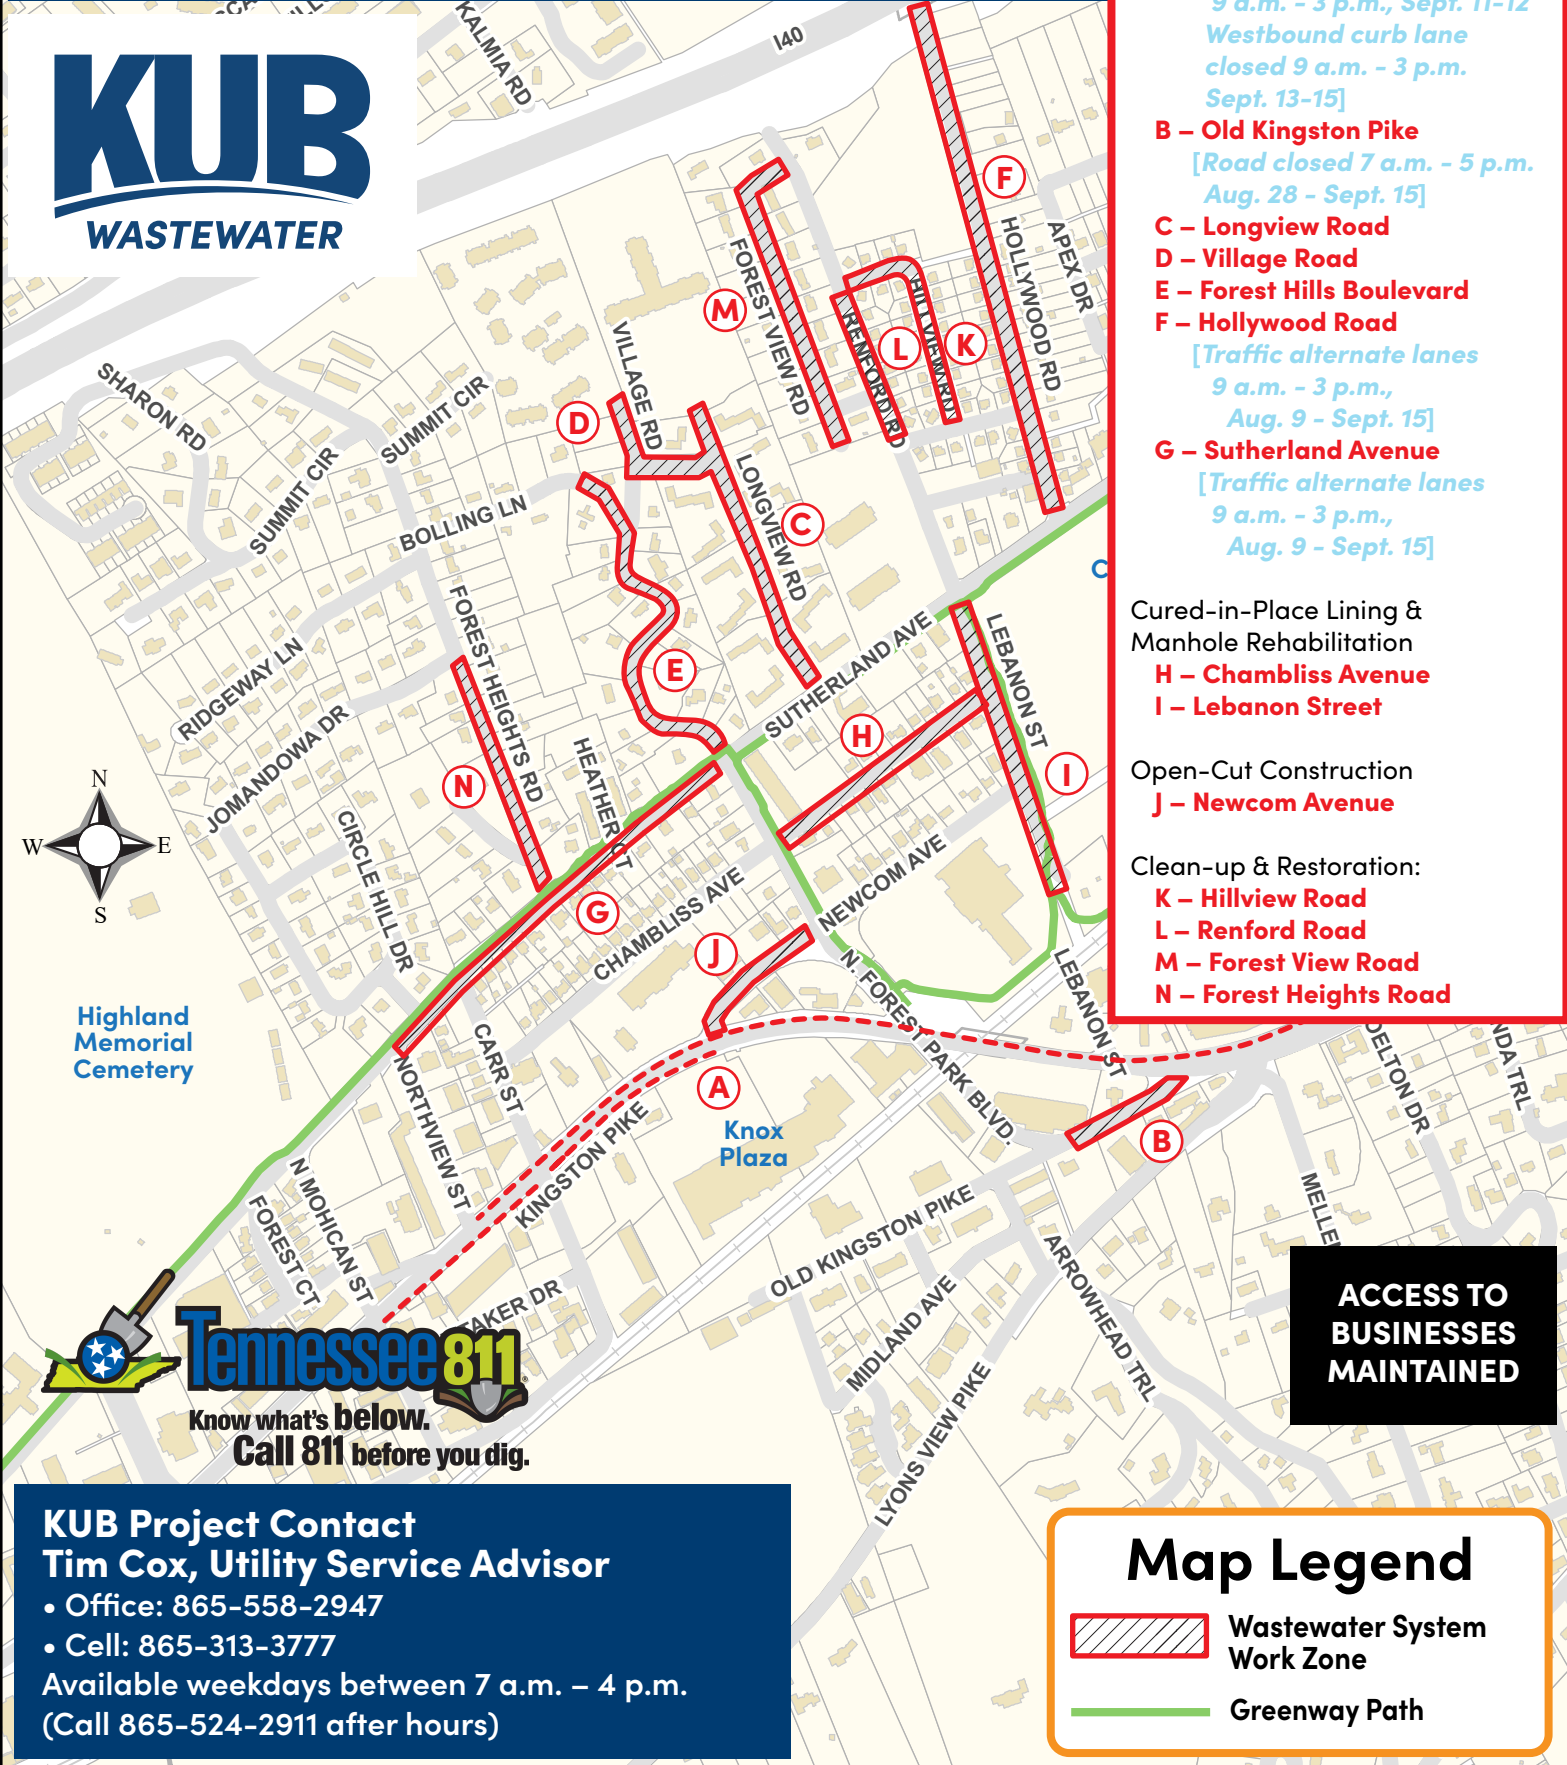 KUB
WASTEWATER
KALMIA RD
I40
9 a.m. - 3 p.m., Sept. 11-12
Westbound curb lane
closed 9 a.m. - 3 p.m.
Sept. 13-15]
B – Old Kingston Pike
[Road closed 7 a.m. - 5 p.m.
Aug. 28 - Sept. 15]
C – Longview Road
D – Village Road
E – Forest Hills Boulevard
F – Hollywood Road
[Traffic alternate lanes
9 a.m. - 3 p.m.,
Aug. 9 - Sept. 15]
G – Sutherland Avenue
[Traffic alternate lanes
9 a.m. - 3 p.m.,
Aug. 9 - Sept. 15]
Cured-in-Place Lining &
Manhole Rehabilitation
H – Chambliss Avenue
I – Lebanon Street
Open-Cut Construction
J – Newcom Avenue
Clean-up & Restoration:
K – Hillview Road
L – Renford Road
M – Forest View Road
N – Forest Heights Road
F
HOLLYWOOD RD
APEX DR
M
FOREST VIEW RD
RENFORD RD
L
HILLVIEW RD
K
VILLAGE RD
D
SHARON RD
SUMMIT CIR
SUMMIT CIR
BOLLING LN
LONGVIEW RD
C
C
FOREST HEIGHTS RD
E
SUTHERLAND AVE
LEBANON ST
RIDGEWAY LN
JOMANDOWA DR
N
HEATHER CT
H
I
N
W
E
S
CIRCLE HILL DR
G
CHAMBLISS AVE
NEWCOM AVE
J
N. FOREST PARK BLVD.
LEBANON ST
Highland
Memorial
Cemetery
CARR ST
NORTHVIEW ST
A
KINGSTON PIKE
Knox
Plaza
B
OELTON DR
NDA TRL
N MOHICAN ST
FOREST CT
OLD KINGSTON PIKE
MELLE
ARROWHEAD TRL
MIDLAND AVE
LYONS VIEW PIKE
TAKER DR
Tennessee 811
Know what's below.
Call 811 before you dig.
ACCESS TO
BUSINESSES
MAINTAINED
KUB Project Contact
Tim Cox, Utility Service Advisor
• Office: 865-558-2947
• Cell: 865-313-3777
Available weekdays between 7 a.m. – 4 p.m.
(Call 865-524-2911 after hours)
Map Legend
Wastewater System
Work Zone
Greenway Path